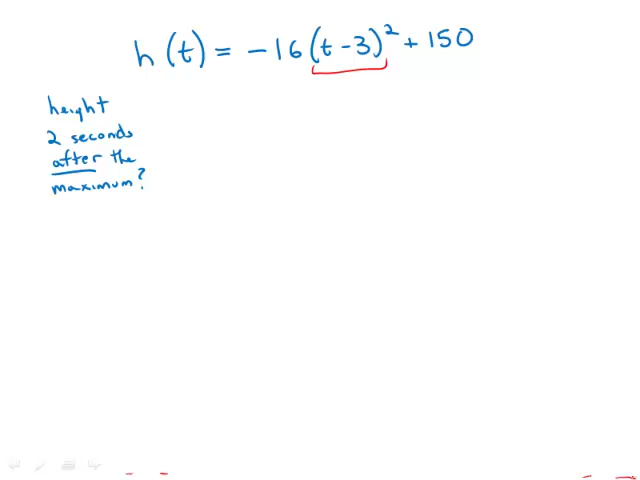 h(t) = -16(t-3)² + 150
height
2 seconds
after the
maximum?